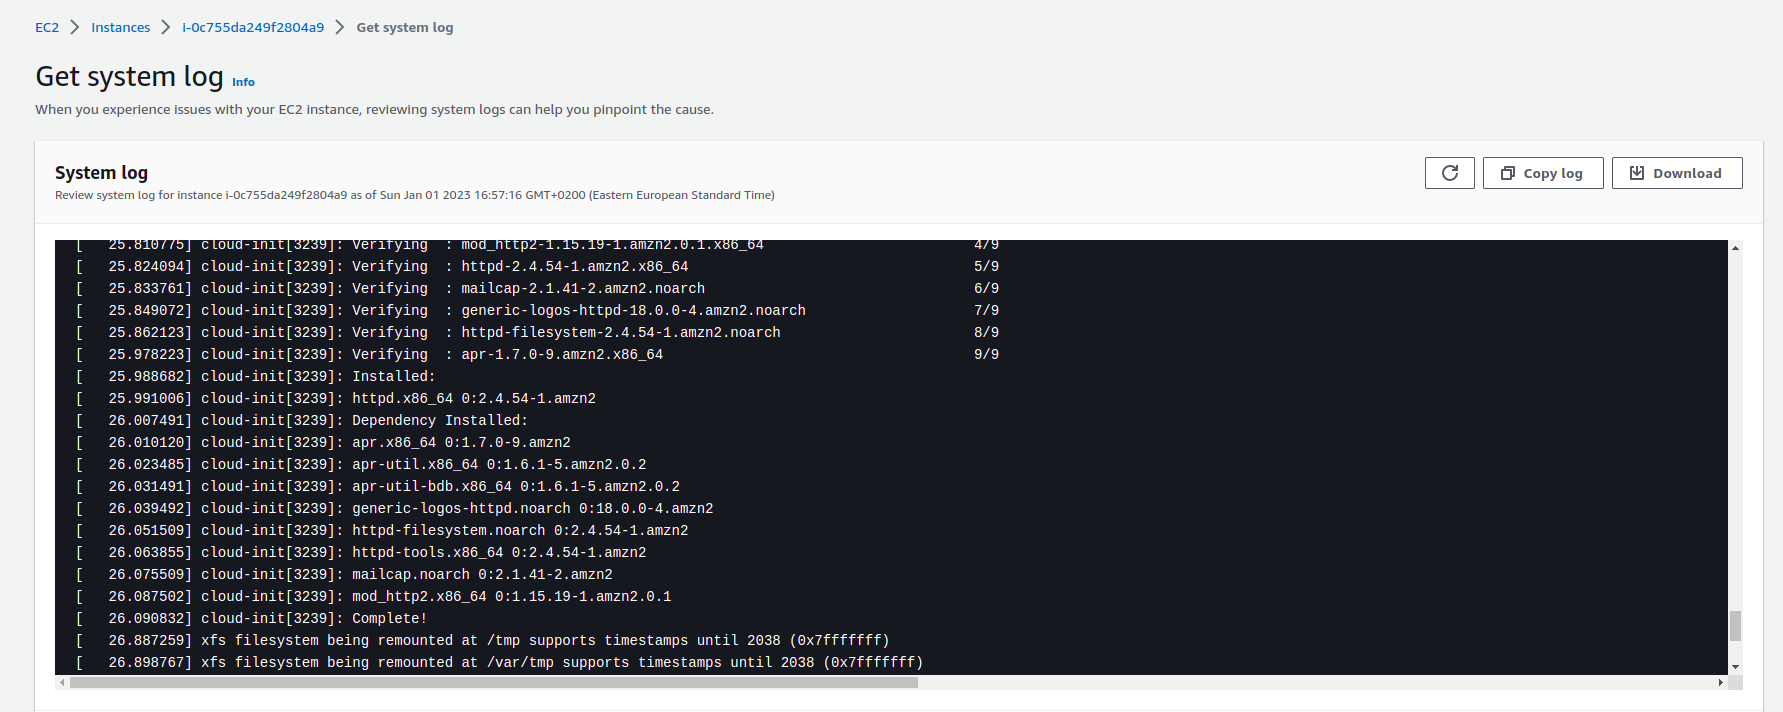 EC2 > Instances > i-0c755da249f2804a9 > Get system log
Get system log Info
When you experience issues with your EC2 instance, reviewing system logs can help you pinpoint the cause.
System log
Review system log for instance i-0c755da249f2804a9 as of Sun Jan 01 2023 16:57:16 GMT+0200 (Eastern European Standard Time)
Copy log
Download
[   25.810775] cloud-init[3239]: Verifying  : mod_http2-1.15.19-1.amzn2.0.1.x86_64                         4/9
[   25.824094] cloud-init[3239]: Verifying  : httpd-2.4.54-1.amzn2.x86_64                                  5/9
[   25.833761] cloud-init[3239]: Verifying  : mailcap-2.1.41-2.amzn2.noarch                                6/9
[   25.849072] cloud-init[3239]: Verifying  : generic-logos-httpd-18.0.0-4.amzn2.noarch                    7/9
[   25.862123] cloud-init[3239]: Verifying  : httpd-filesystem-2.4.54-1.amzn2.noarch                       8/9
[   25.978223] cloud-init[3239]: Verifying  : apr-1.7.0-9.amzn2.x86_64                                     9/9
[   25.988682] cloud-init[3239]: Installed:
[   25.991006] cloud-init[3239]: httpd.x86_64 0:2.4.54-1.amzn2
[   26.007491] cloud-init[3239]: Dependency Installed:
[   26.010120] cloud-init[3239]: apr.x86_64 0:1.7.0-9.amzn2
[   26.023485] cloud-init[3239]: apr-util.x86_64 0:1.6.1-5.amzn2.0.2
[   26.031491] cloud-init[3239]: apr-util-bdb.x86_64 0:1.6.1-5.amzn2.0.2
[   26.039492] cloud-init[3239]: generic-logos-httpd.noarch 0:18.0.0-4.amzn2
[   26.051509] cloud-init[3239]: httpd-filesystem.noarch 0:2.4.54-1.amzn2
[   26.063855] cloud-init[3239]: httpd-tools.x86_64 0:2.4.54-1.amzn2
[   26.075509] cloud-init[3239]: mailcap.noarch 0:2.1.41-2.amzn2
[   26.087502] cloud-init[3239]: mod_http2.x86_64 0:1.15.19-1.amzn2.0.1
[   26.090832] cloud-init[3239]: Complete!
[   26.887259] xfs filesystem being remounted at /tmp supports timestamps until 2038 (0x7fffffff)
[   26.898767] xfs filesystem being remounted at /var/tmp supports timestamps until 2038 (0x7fffffff)